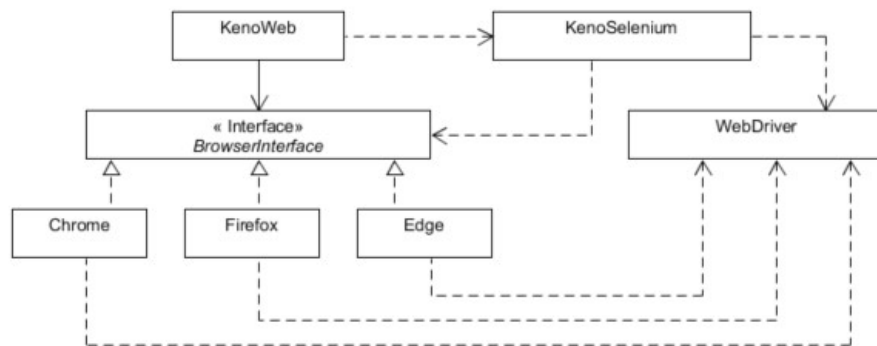 KenoWeb
KenoSelenium
« Interface»
BrowserInterface
WebDriver
Chrome
Firefox
Edge